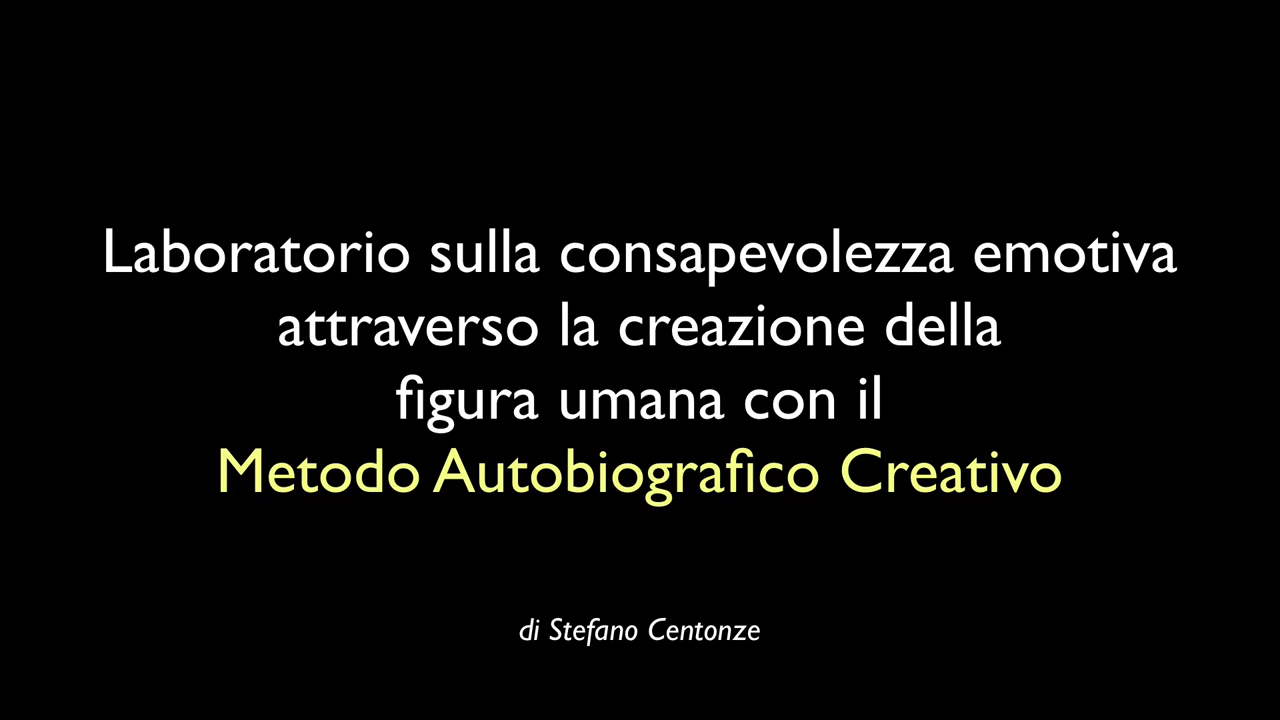 Laboratorio sulla consapevolezza emotiva
attraverso la creazione della
figura umana con il
Metodo Autobiografico Creativo
di Stefano Centonze